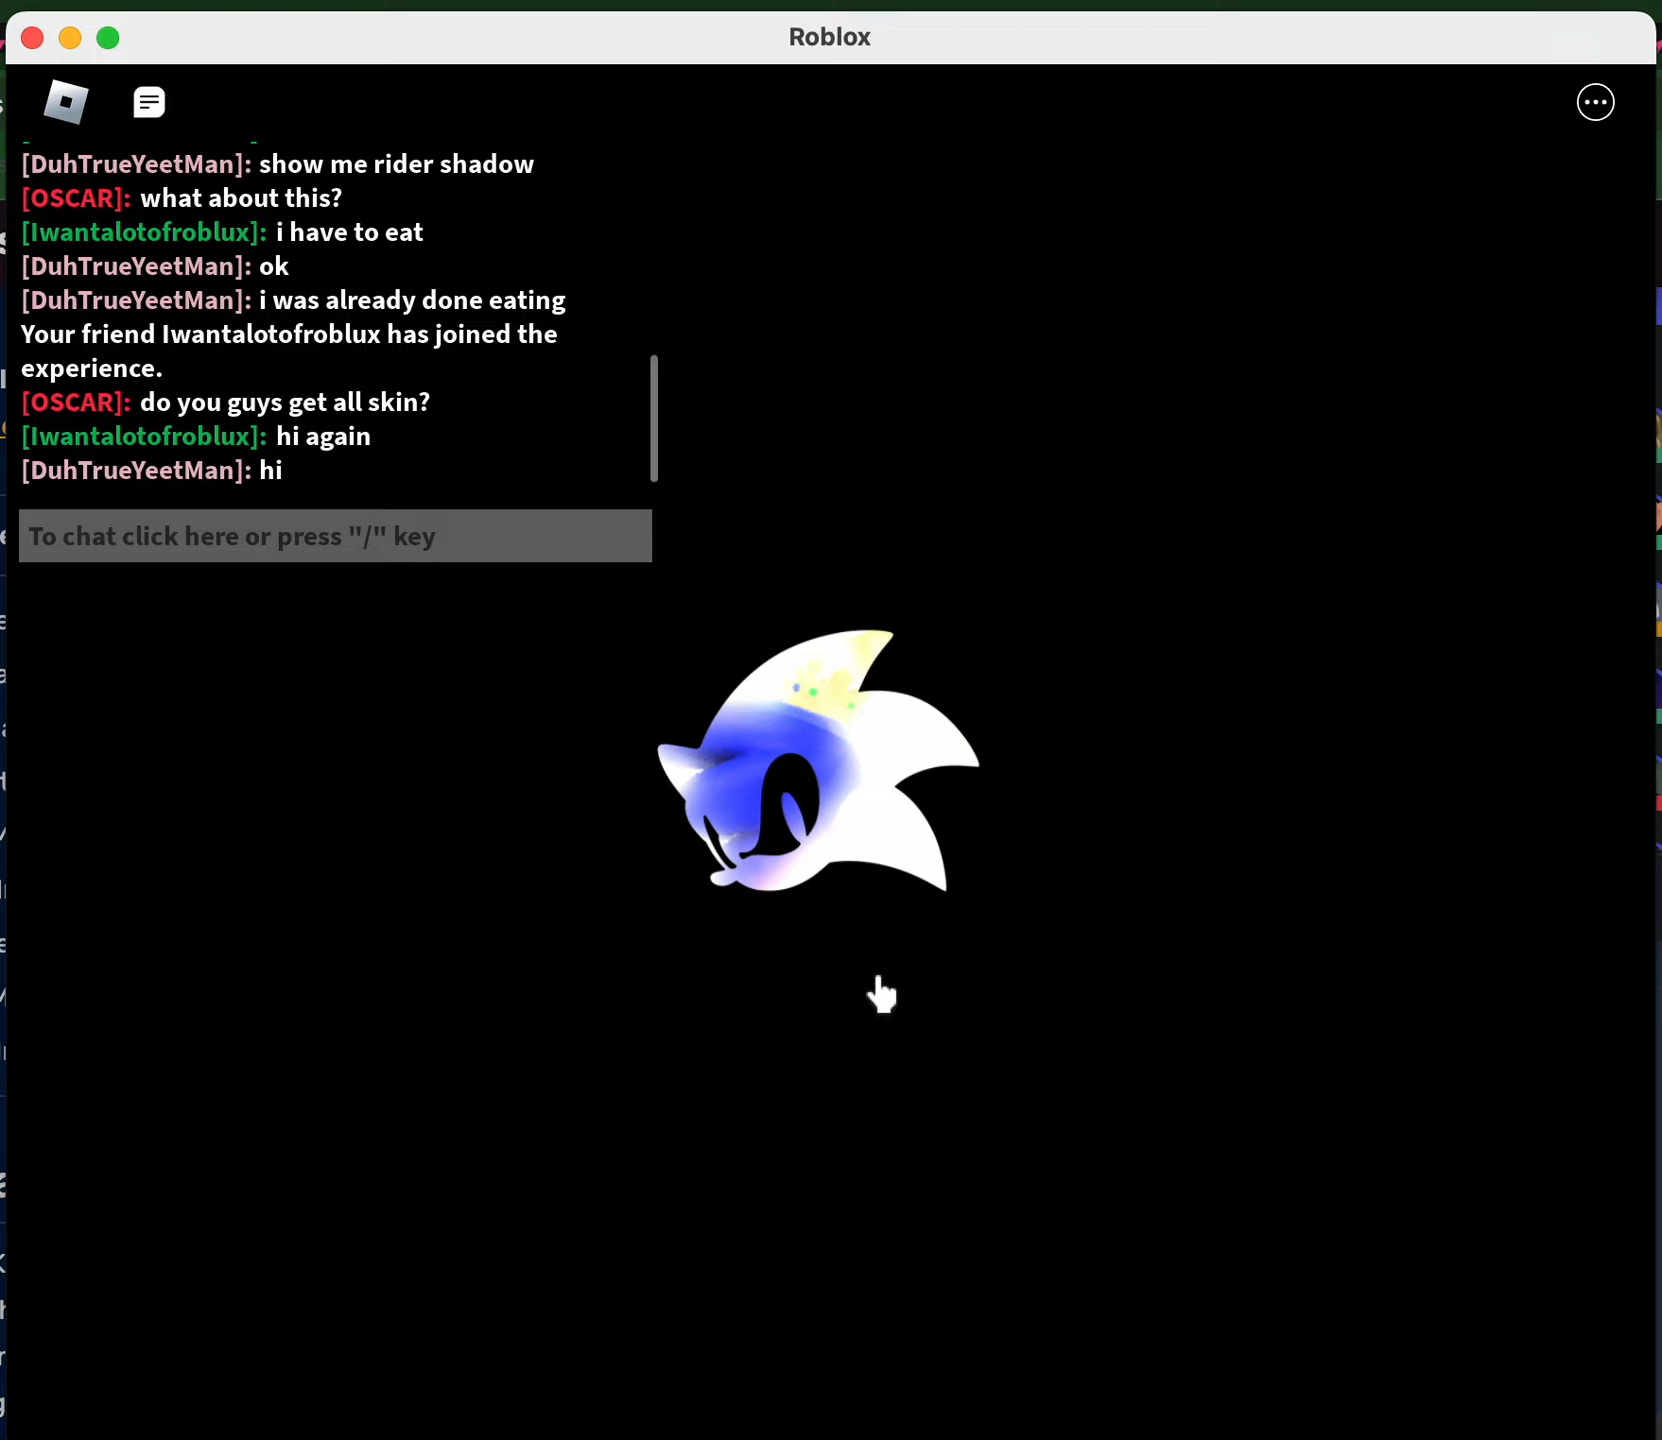 Roblox
[DuhTrueYeetMan]: show me rider shadow
[OSCAR]: what about this?
[Iwantalotofroblux]: i have to eat
[DuhTrueYeetMan]: ok
[DuhTrueYeetMan]: i was already done eating
Your friend Iwantalotofroblux has joined the
experience.
[OSCAR]: do you guys get all skin?
[Iwantalotofroblux]: hi again
[DuhTrueYeetMan]: hi
To chat click here or press "/" key